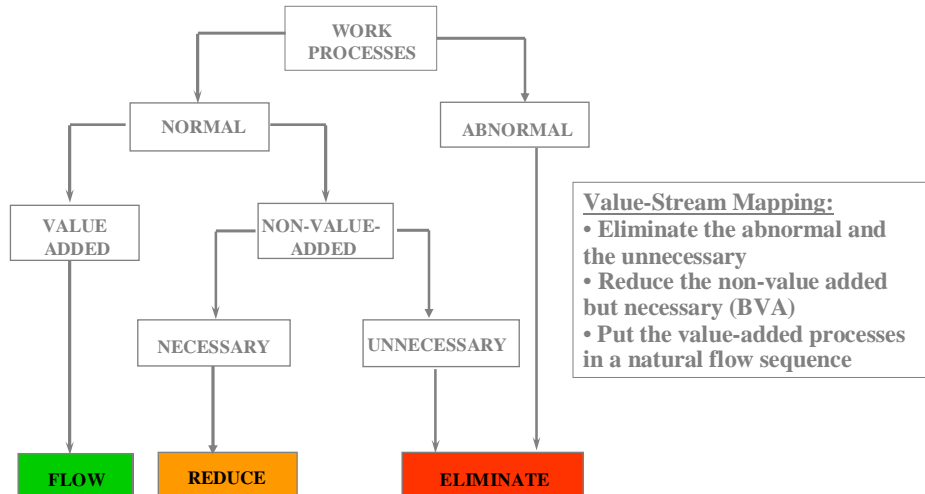 WORK
PROCESSES
NORMAL
ABNORMAL
VALUE
ADDED
NON-VALUE-
ADDED
Value-Stream Mapping:
• Eliminate the abnormal and
the unnecessary
• Reduce the non-value added
but necessary (BVA)
• Put the value-added processes
in a natural flow sequence
NECESSARY
UNNECESSARY
FLOW
REDUCE
ELIMINATE